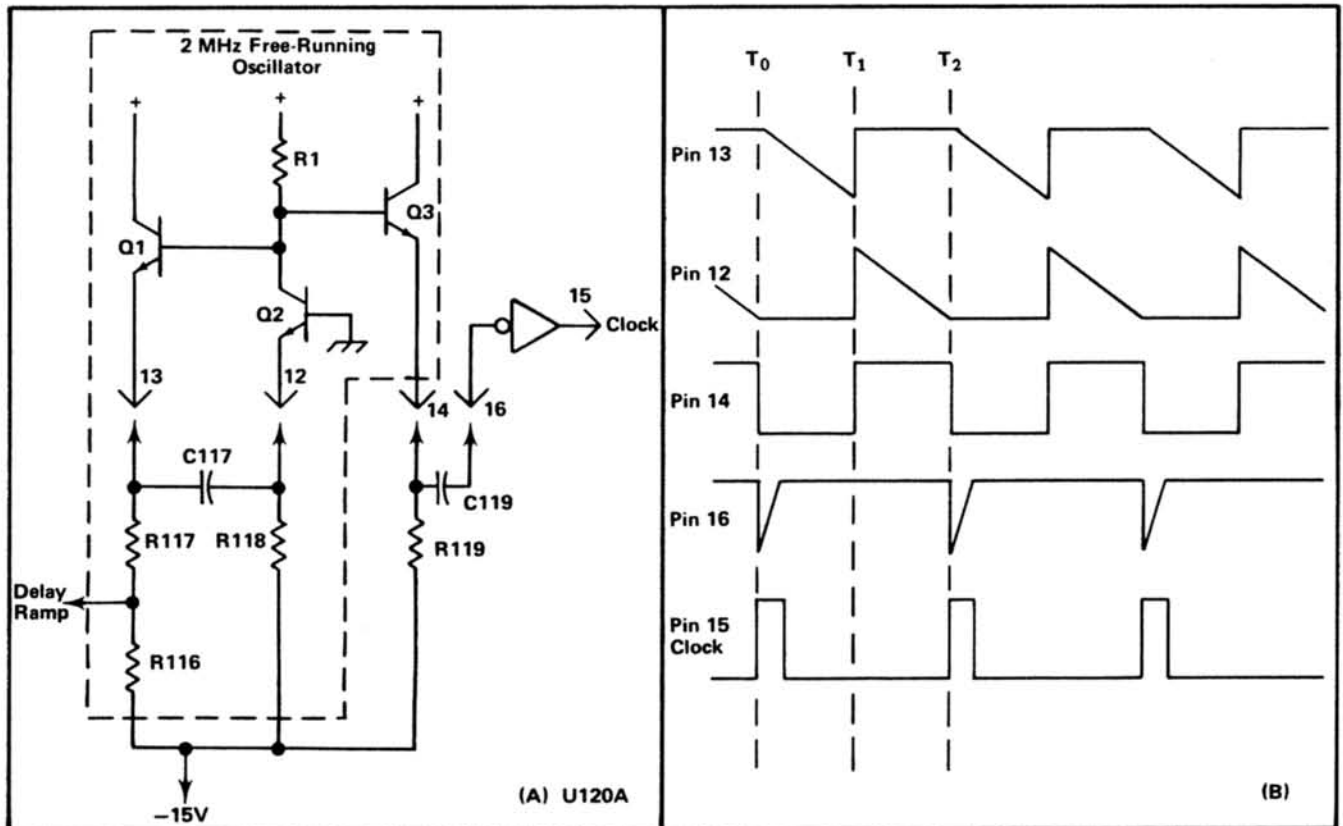 2 MHz Free-Running
Oscillator
+
+
+
R1
Q3
Q1
Q2
15
Clock
13
12
14
16
C117
C119
R117
R118
R119
Delay
Ramp
R116
−15V
(A) U120A
T0
T1
T2
Pin 13
Pin 12
Pin 14
Pin 16
Pin 15
Clock
(B)